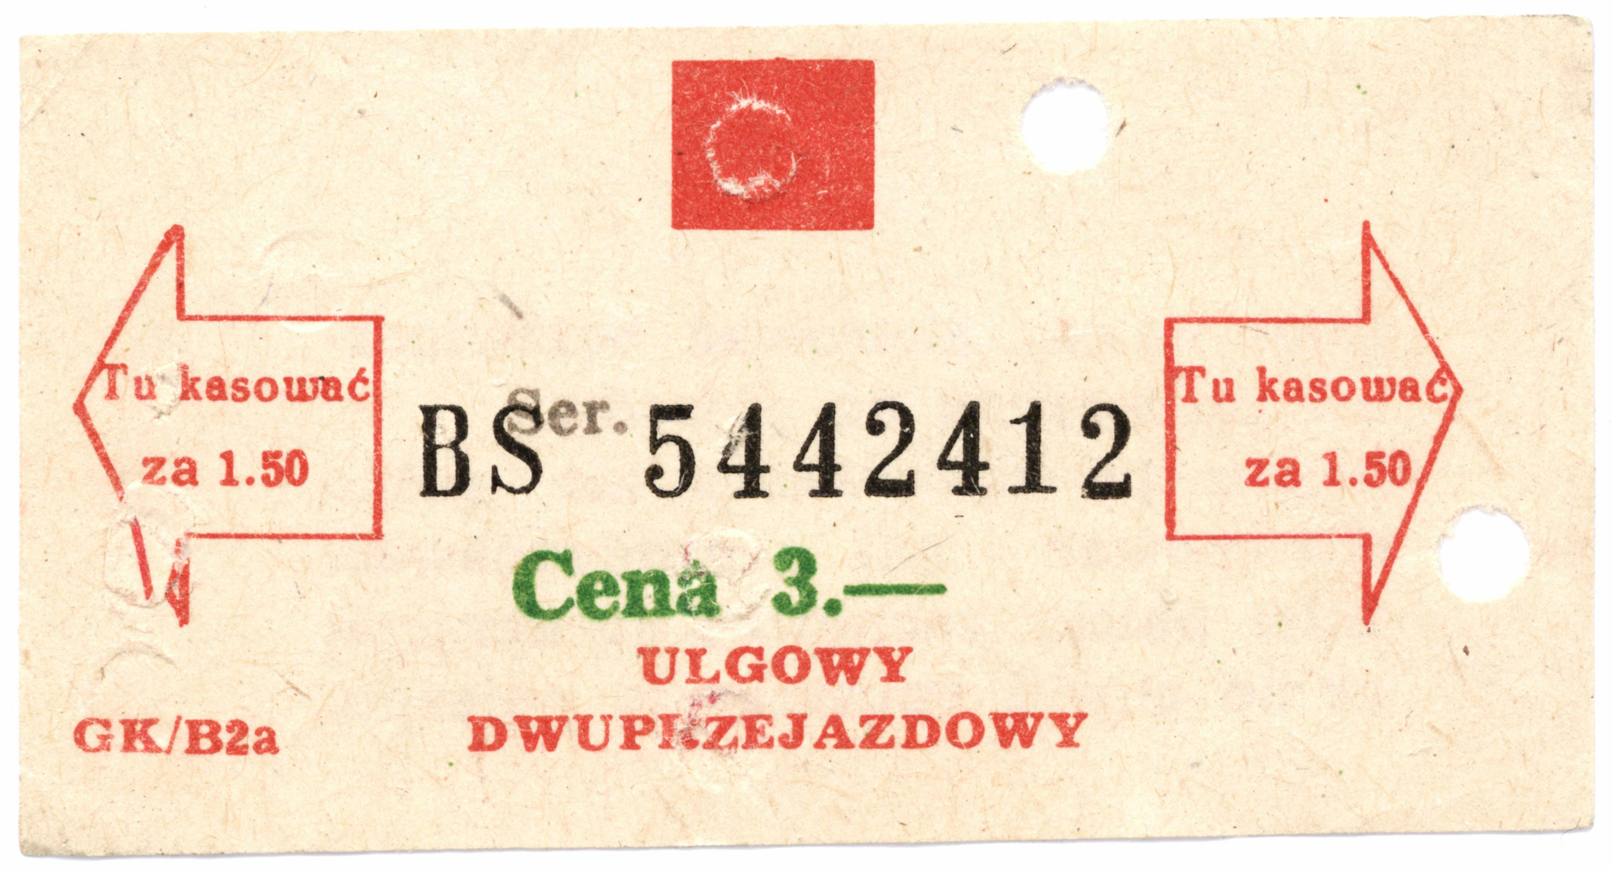 Tu kasować
za 1.50
Ser.
BS 5442412
Tu kasować
za 1.50
Cena 3.—
ULGOWY
DWUPRZEJAZDOWY
GK/B2a